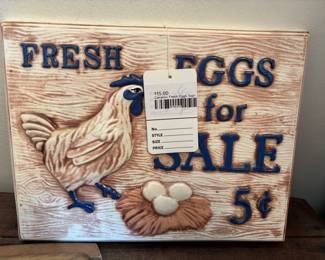 FRESH EGGS
for
SALE
5¢
$15.00
Ceramic Fresh Eggs Sign
No.
STYLE
SIZE
PRICE